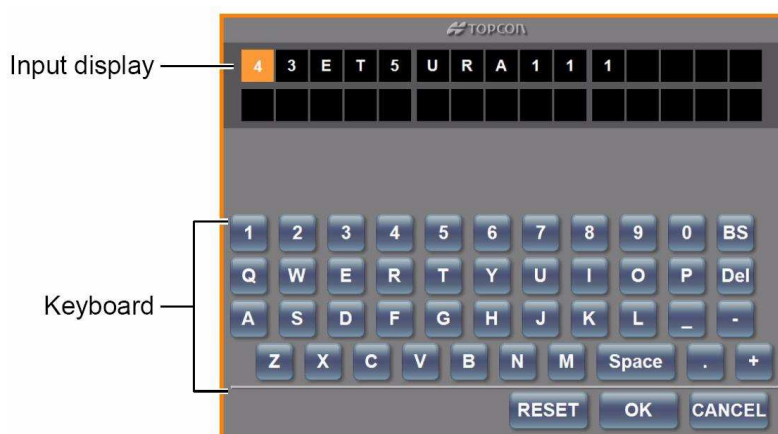 TOPCON
Input display
4 3 E T 5 U R A 1 1 1
1 2 3 4 5 6 7 8 9 0 BS
Q W E R T Y U I O P Del
Keyboard
A S D F G H J K L _ -
Z X C V B N M Space . +
RESET OK CANCEL